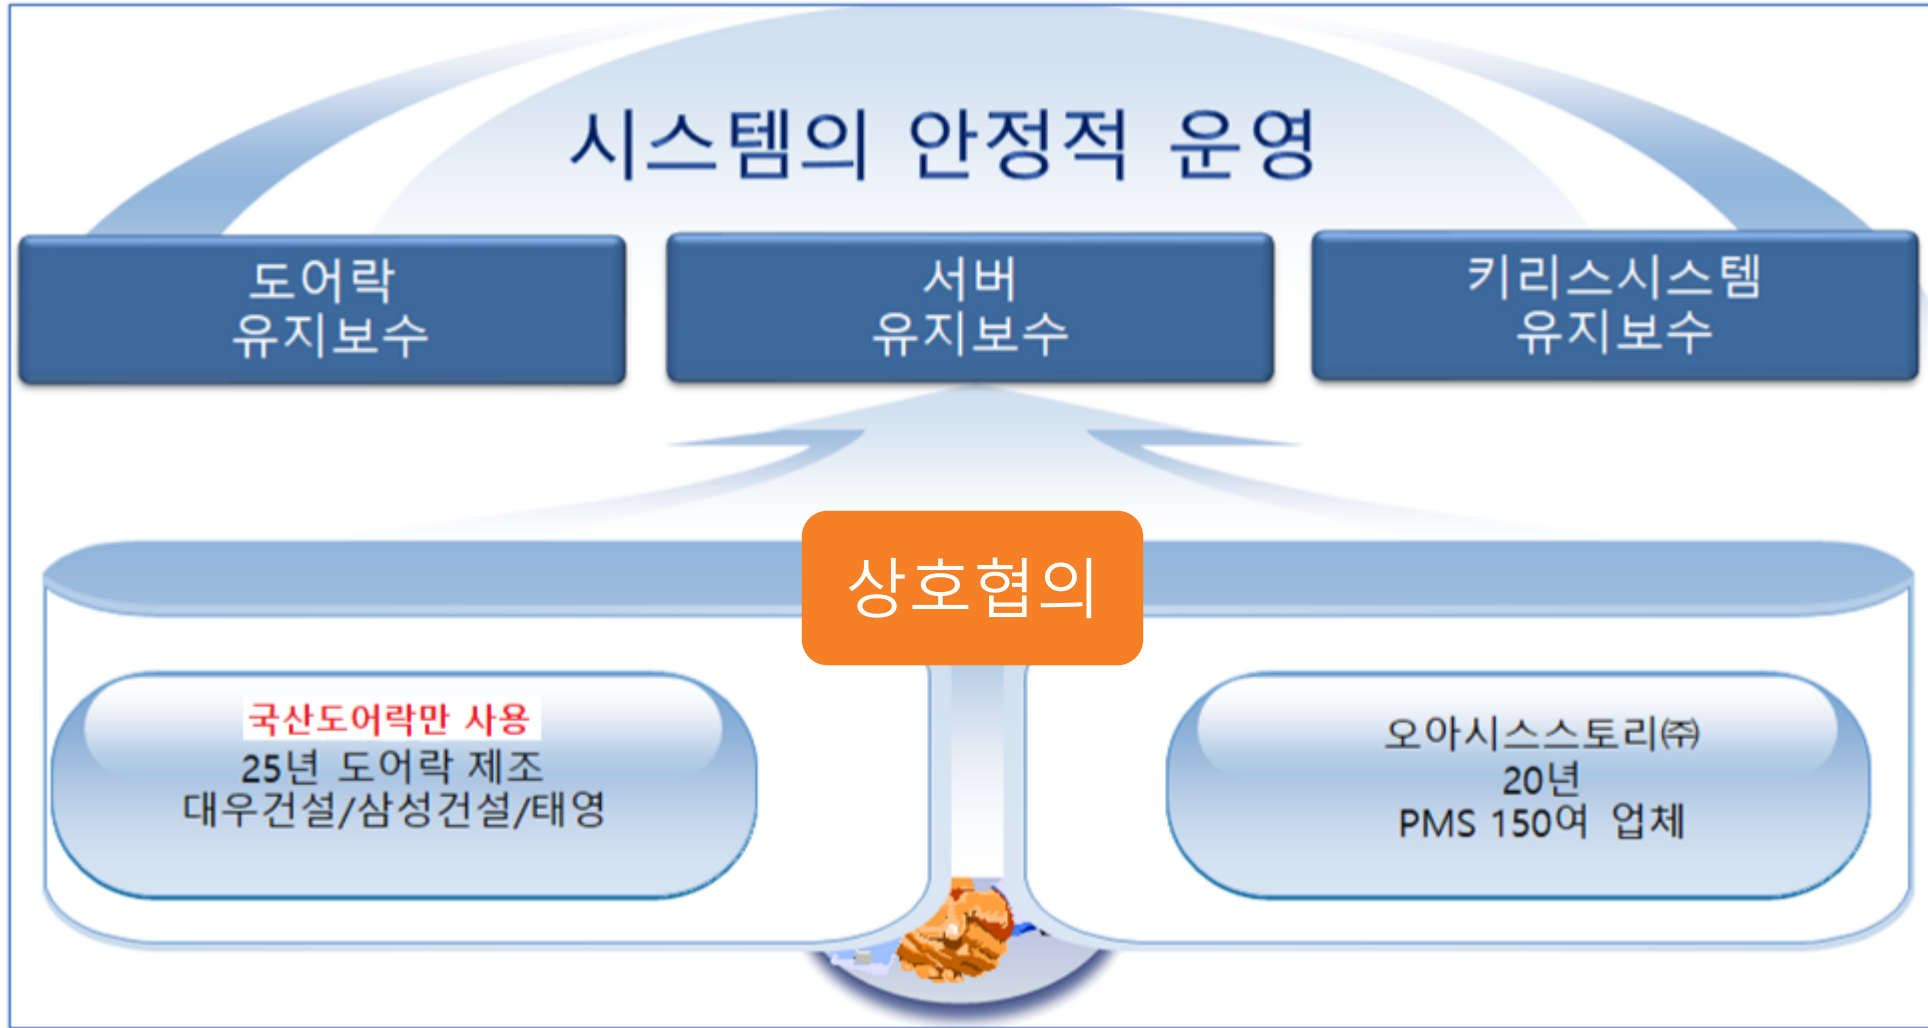 시스템의 안정적 운영
도어락
유지보수
서버
유지보수
키리스시스템
유지보수
상호협의
국산도어락만 사용
25년 도어락 제조
대우건설/삼성건설/태영
오아시스스토리㈜
20년
PMS 150여 업체